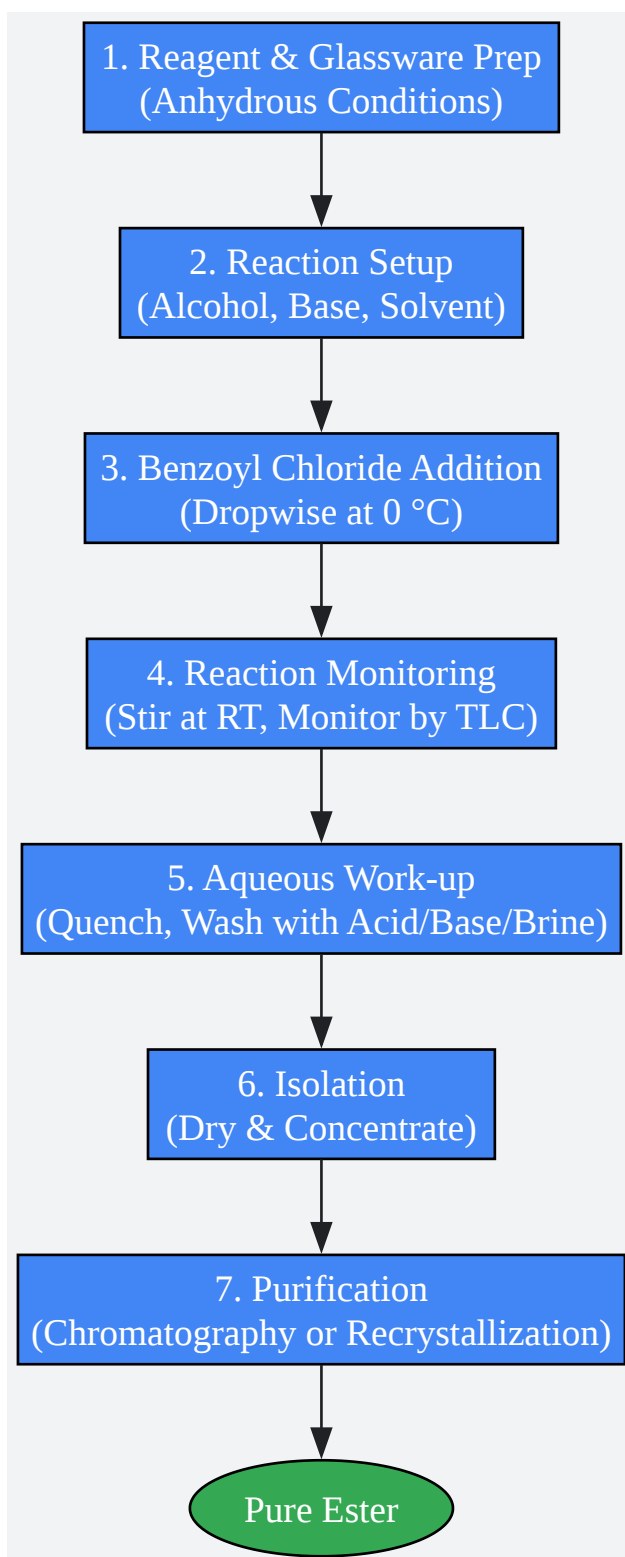 1. Reagent & Glassware Prep
(Anhydrous Conditions)
2. Reaction Setup
(Alcohol, Base, Solvent)
3. Benzoyl Chloride Addition
(Dropwise at 0 °C)
4. Reaction Monitoring
(Stir at RT, Monitor by TLC)
5. Aqueous Work-up
(Quench, Wash with Acid/Base/Brine)
6. Isolation
(Dry & Concentrate)
7. Purification
(Chromatography or Recrystallization)
Pure Ester